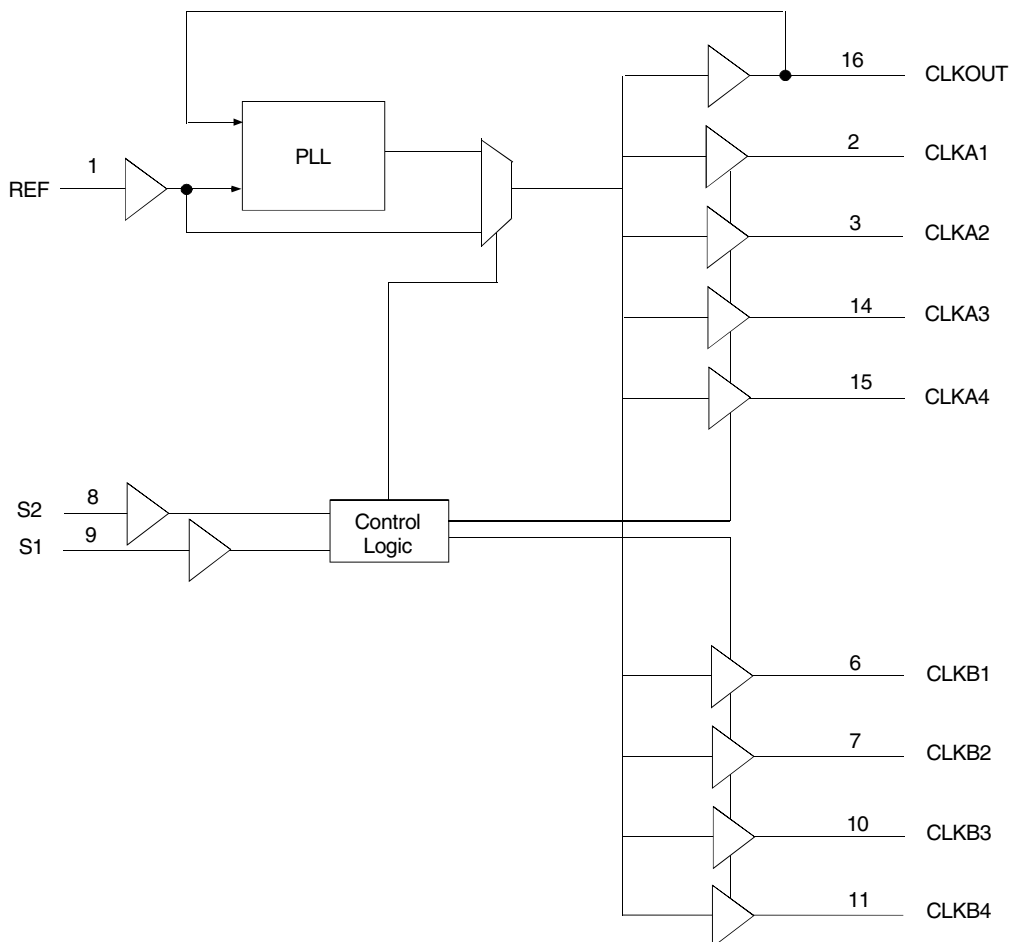 16
CLKOUT
PLL
1
REF
2
CLKA1
3
CLKA2
14
CLKA3
15
CLKA4
S2
8
S1
9
Control
Logic
6
CLKB1
7
CLKB2
10
CLKB3
11
CLKB4